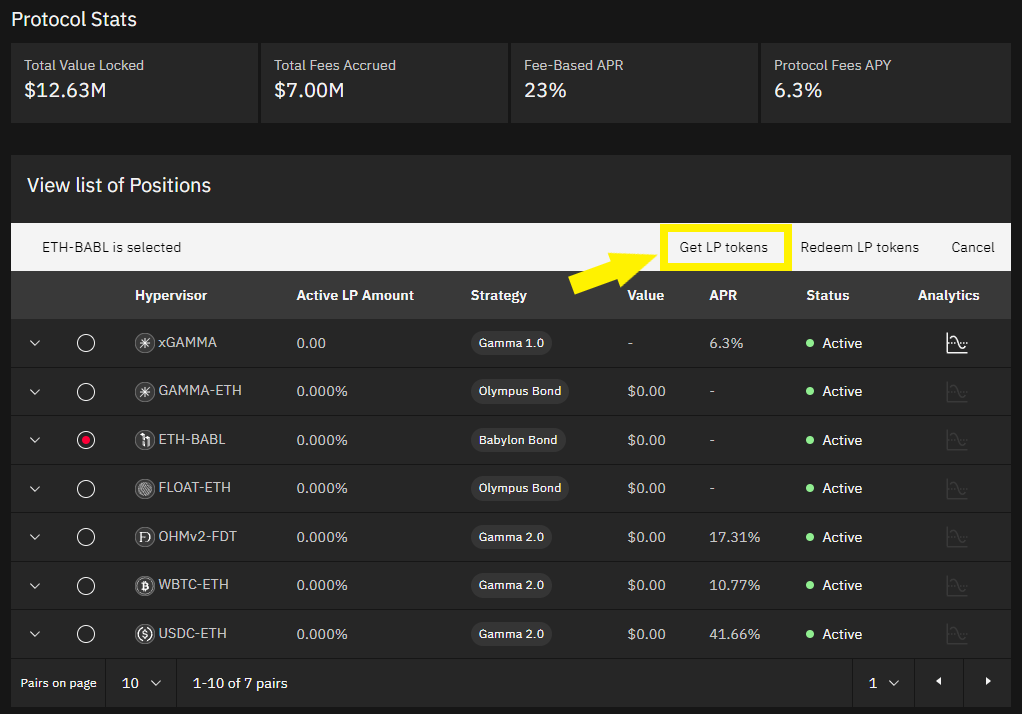 Protocol Stats
Total Value Locked Total Fees Accrued Fee-Based APR Protocol Fees APY
$12.63M $7.00M 23% 6.3%
View list of Positions
ETH-BABL is selected Get LP tokens Redeem LP tokens Cancel
Hypervisor Active LP Amount Strategy Value APR Status Analytics
xGAMMA 0.00 Gamma 1.0 - 6.3% Active
GAMMA-ETH 0.000% Olympus Bond $0.00 - Active
ETH-BABL 0.000% Babylon Bond $0.00 - Active
FLOAT-ETH 0.000% Olympus Bond $0.00 - Active
OHMv2-FDT 0.000% Gamma 2.0 $0.00 17.31% Active
WBTC-ETH 0.000% Gamma 2.0 $0.00 10.77% Active
USDC-ETH 0.000% Gamma 2.0 $0.00 41.66% Active
Pairs on page 10 1-10 of 7 pairs 1